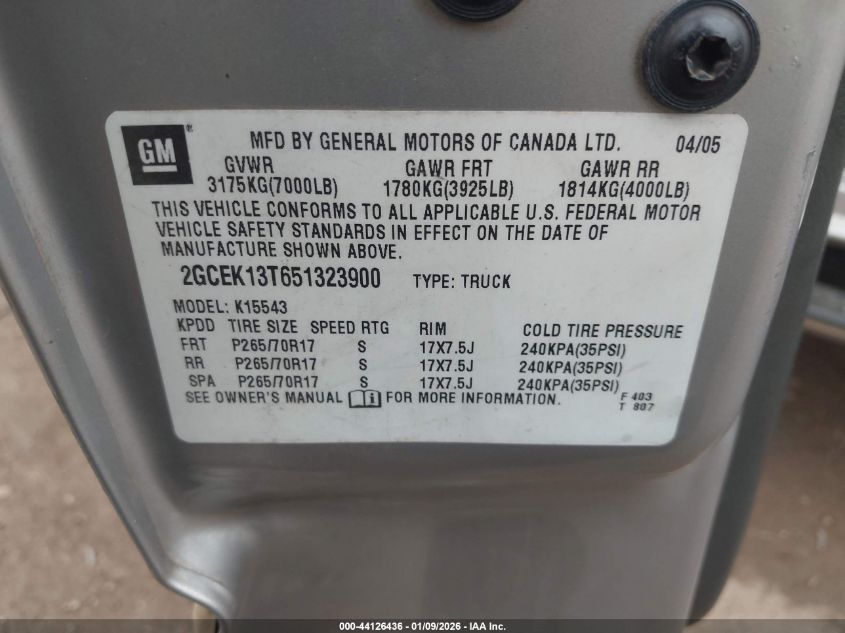 GM ® MFD BY GENERAL MOTORS OF CANADA LTD. 04/05
GVWR GAWR FRT GAWR RR
3175KG(7000LB) 1780KG(3925LB) 1814KG(4000LB)
THIS VEHICLE CONFORMS TO ALL APPLICABLE U.S. FEDERAL MOTOR
VEHICLE SAFETY STANDARDS IN EFFECT ON THE DATE OF
MANUFACTURE SHOWN ABOVE.
2GCEK13T651323900 TYPE: TRUCK
MODEL: K15543
KPDD TIRE SIZE SPEED RTG RIM COLD TIRE PRESSURE
FRT P265/70R17 S 17X7.5J 240KPA(35PSI)
RR P265/70R17 S 17X7.5J 240KPA(35PSI)
SPA P265/70R17 S 17X7.5J 240KPA(35PSI)
SEE OWNER'S MANUAL i FOR MORE INFORMATION. F 403
T 807
000-44126436 - 01/09/2026 - IAA Inc.